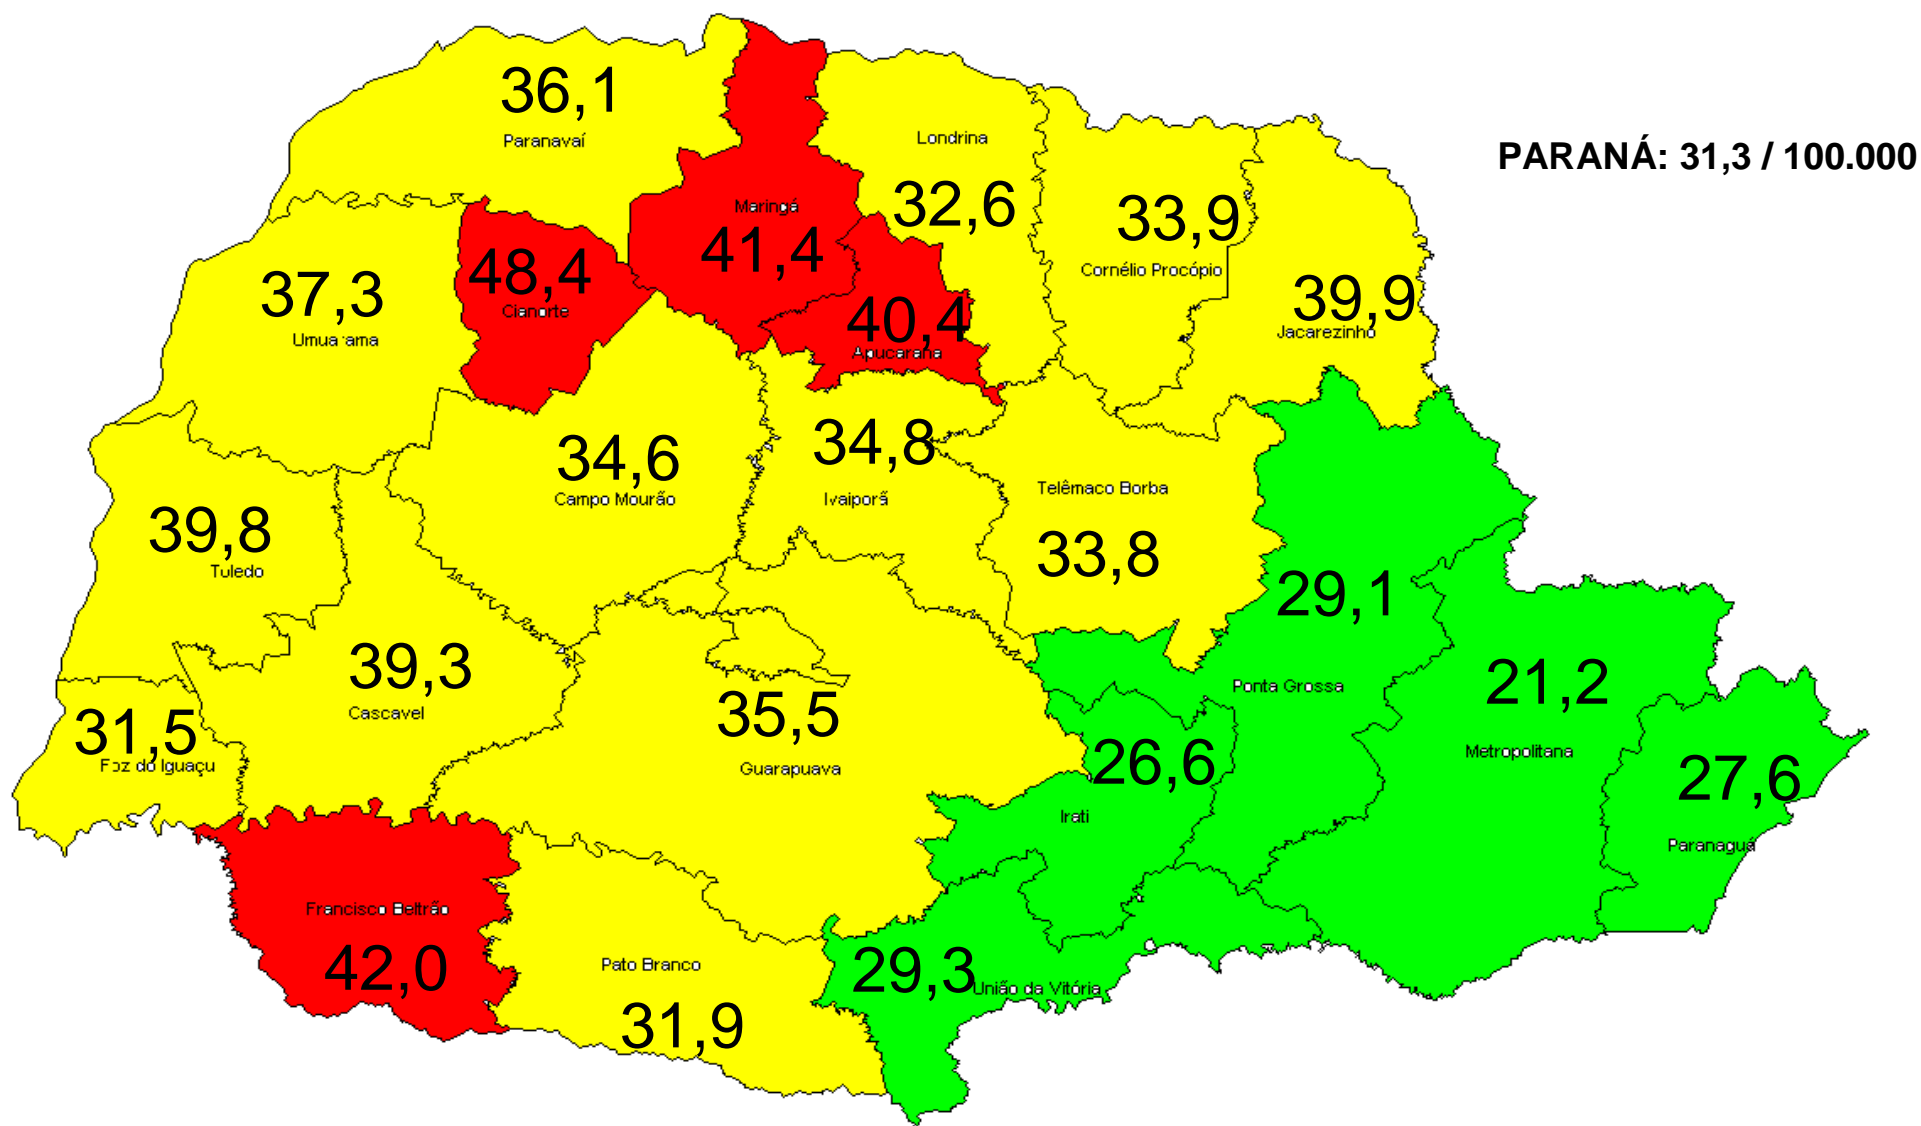 36,1
Paranavaí
Londrina
PARANÁ: 31,3 / 100.000
32,6
Maringá
41,4
33,9
Cornélio Procópio
48,4
Cianorte
37,3
Umuarama
40,4
Apucarana
39,9
Jacarezinho
34,6
Campo Mourão
34,8
Ivaiporã
Telêmaco Borba
33,8
39,8
Tuledo
29,1
Ponta Grossa
39,3
Cascavel
21,2
Metropolitana
35,5
Guarapuava
31,5
Foz do Iguaçu
26,6
Irati
27,6
Paranaguá
Francisco Beltrão
42,0
Pato Branco
31,9
29,3
União da Vitória